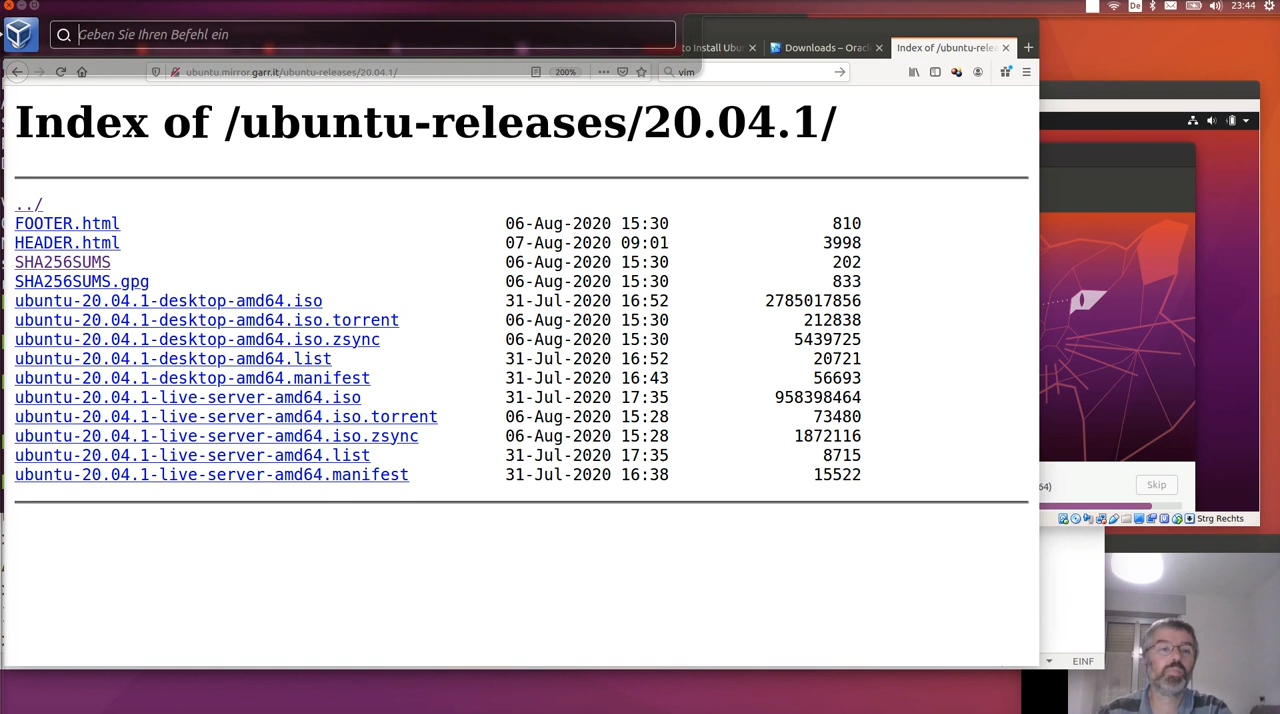 De 23:44
Geben Sie Ihren Befehl ein
to Install Ubu
Downloads – Orac
Index of /ubuntu-relea
ubuntu.mirror.garr.it/ubuntu-releases/20.04.1/
200%
vim
Index of /ubuntu-releases/20.04.1/
../
FOOTER.html 06-Aug-2020 15:30 810
HEADER.html 07-Aug-2020 09:01 3998
SHA256SUMS 06-Aug-2020 15:30 202
SHA256SUMS.gpg 06-Aug-2020 15:30 833
ubuntu-20.04.1-desktop-amd64.iso 31-Jul-2020 16:52 2785017856
ubuntu-20.04.1-desktop-amd64.iso.torrent 06-Aug-2020 15:30 212838
ubuntu-20.04.1-desktop-amd64.iso.zsync 06-Aug-2020 15:30 5439725
ubuntu-20.04.1-desktop-amd64.list 31-Jul-2020 16:52 20721
ubuntu-20.04.1-desktop-amd64.manifest 31-Jul-2020 16:43 56693
ubuntu-20.04.1-live-server-amd64.iso 31-Jul-2020 17:35 958398464
ubuntu-20.04.1-live-server-amd64.iso.torrent 06-Aug-2020 15:28 73480
ubuntu-20.04.1-live-server-amd64.iso.zsync 06-Aug-2020 15:28 1872116
ubuntu-20.04.1-live-server-amd64.list 31-Jul-2020 17:35 8715
ubuntu-20.04.1-live-server-amd64.manifest 31-Jul-2020 16:38 15522
64)
Skip
Strg Rechts
EINF